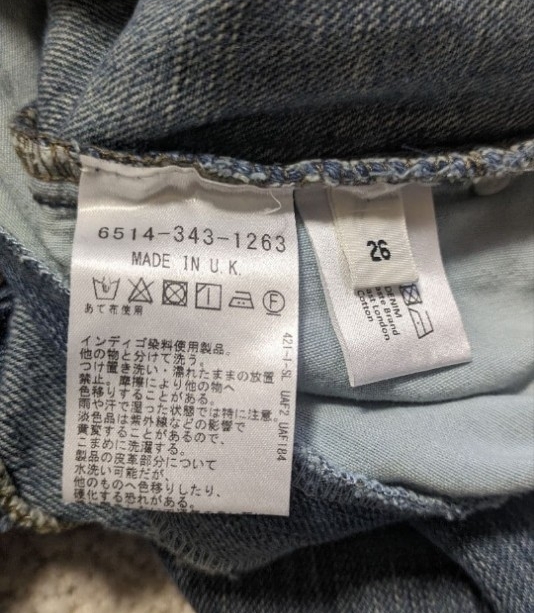 6514-343-1263
MADE IN U.K.
あて布使用
インディゴ染料使用製品。
他の物と分けて洗う。
つけ置き洗い・濡れたままの放置
禁止。摩擦により他の物へ
色移りすることがある。
雨や汗で湿った状態では特に注意。
淡色品は紫外線などの影響で
黄変することがあるので、
こまめに洗濯する。
製品の皮革部分について
水洗い可能だが、
他のものへ色移りしたり、
硬化する恐れがある。
421-I-SL UAF2 UAF184
26
DENIM
Brand
London
Cotton